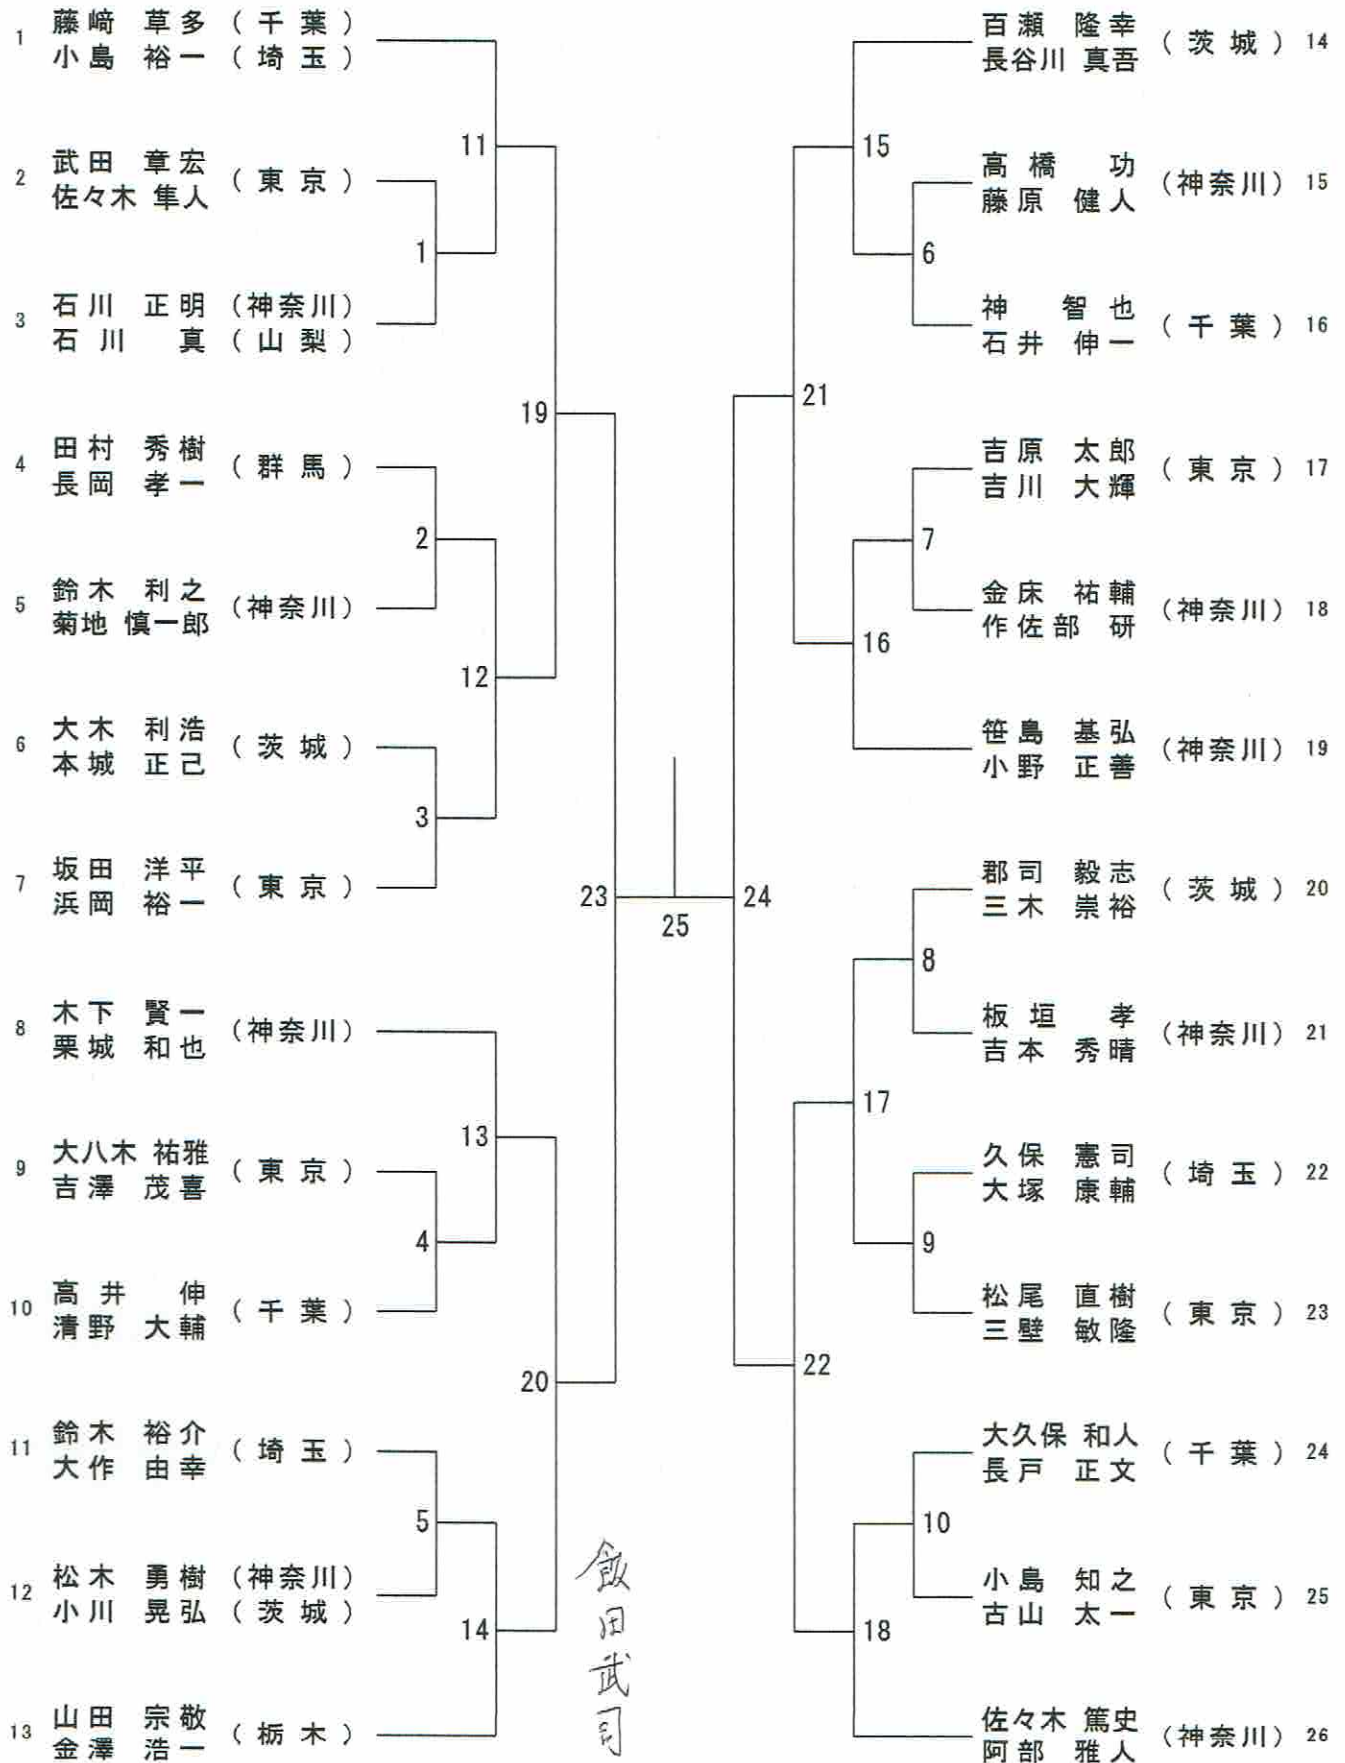 1 藤﨑 草多 (千葉)
小島 裕一 (埼玉)
2 武田 章宏 (東京)
佐々木 隼人
3 石川 正明 (神奈川)
石川 真 (山梨)
4 田村 秀樹 (群馬)
長岡 孝一
5 鈴木 利之 (神奈川)
菊地 慎一郎
6 大木 利浩 (茨城)
本城 正己
7 坂田 洋平 (東京)
浜岡 裕一
8 木下 賢一 (神奈川)
栗城 和也
9 大八木 祐雅 (東京)
吉澤 茂喜
10 高井 伸 (千葉)
清野 大輔
11 鈴木 裕介 (埼玉)
大作 由幸
12 松木 勇樹 (神奈川)
小川 晃弘 (茨城)
13 山田 宗敬 (栃木)
金澤 浩一
11
1
19
2
12
3
23
25
24
13
4
20
5
14
飯田武司
15
6
21
7
16
8
17
9
22
10
18
百瀬 隆幸 (茨城) 14
長谷川 真吾
高橋 功 (神奈川) 15
藤原 健人
神 智也 (千葉) 16
石井 伸一
吉原 太郎 (東京) 17
吉川 大輝
金床 祐輔 (神奈川) 18
作佐部 研
笹島 基弘 (神奈川) 19
小野 正善
郡司 毅志 (茨城) 20
三木 崇裕
板垣 孝 (神奈川) 21
吉本 秀晴
久保 憲司 (埼玉) 22
大塚 康輔
松尾 直樹 (東京) 23
三壁 敏隆
大久保 和人 (千葉) 24
長戸 正文
小島 知之 (東京) 25
古山 太一
佐々木 篤史 (神奈川) 26
阿部 雅人